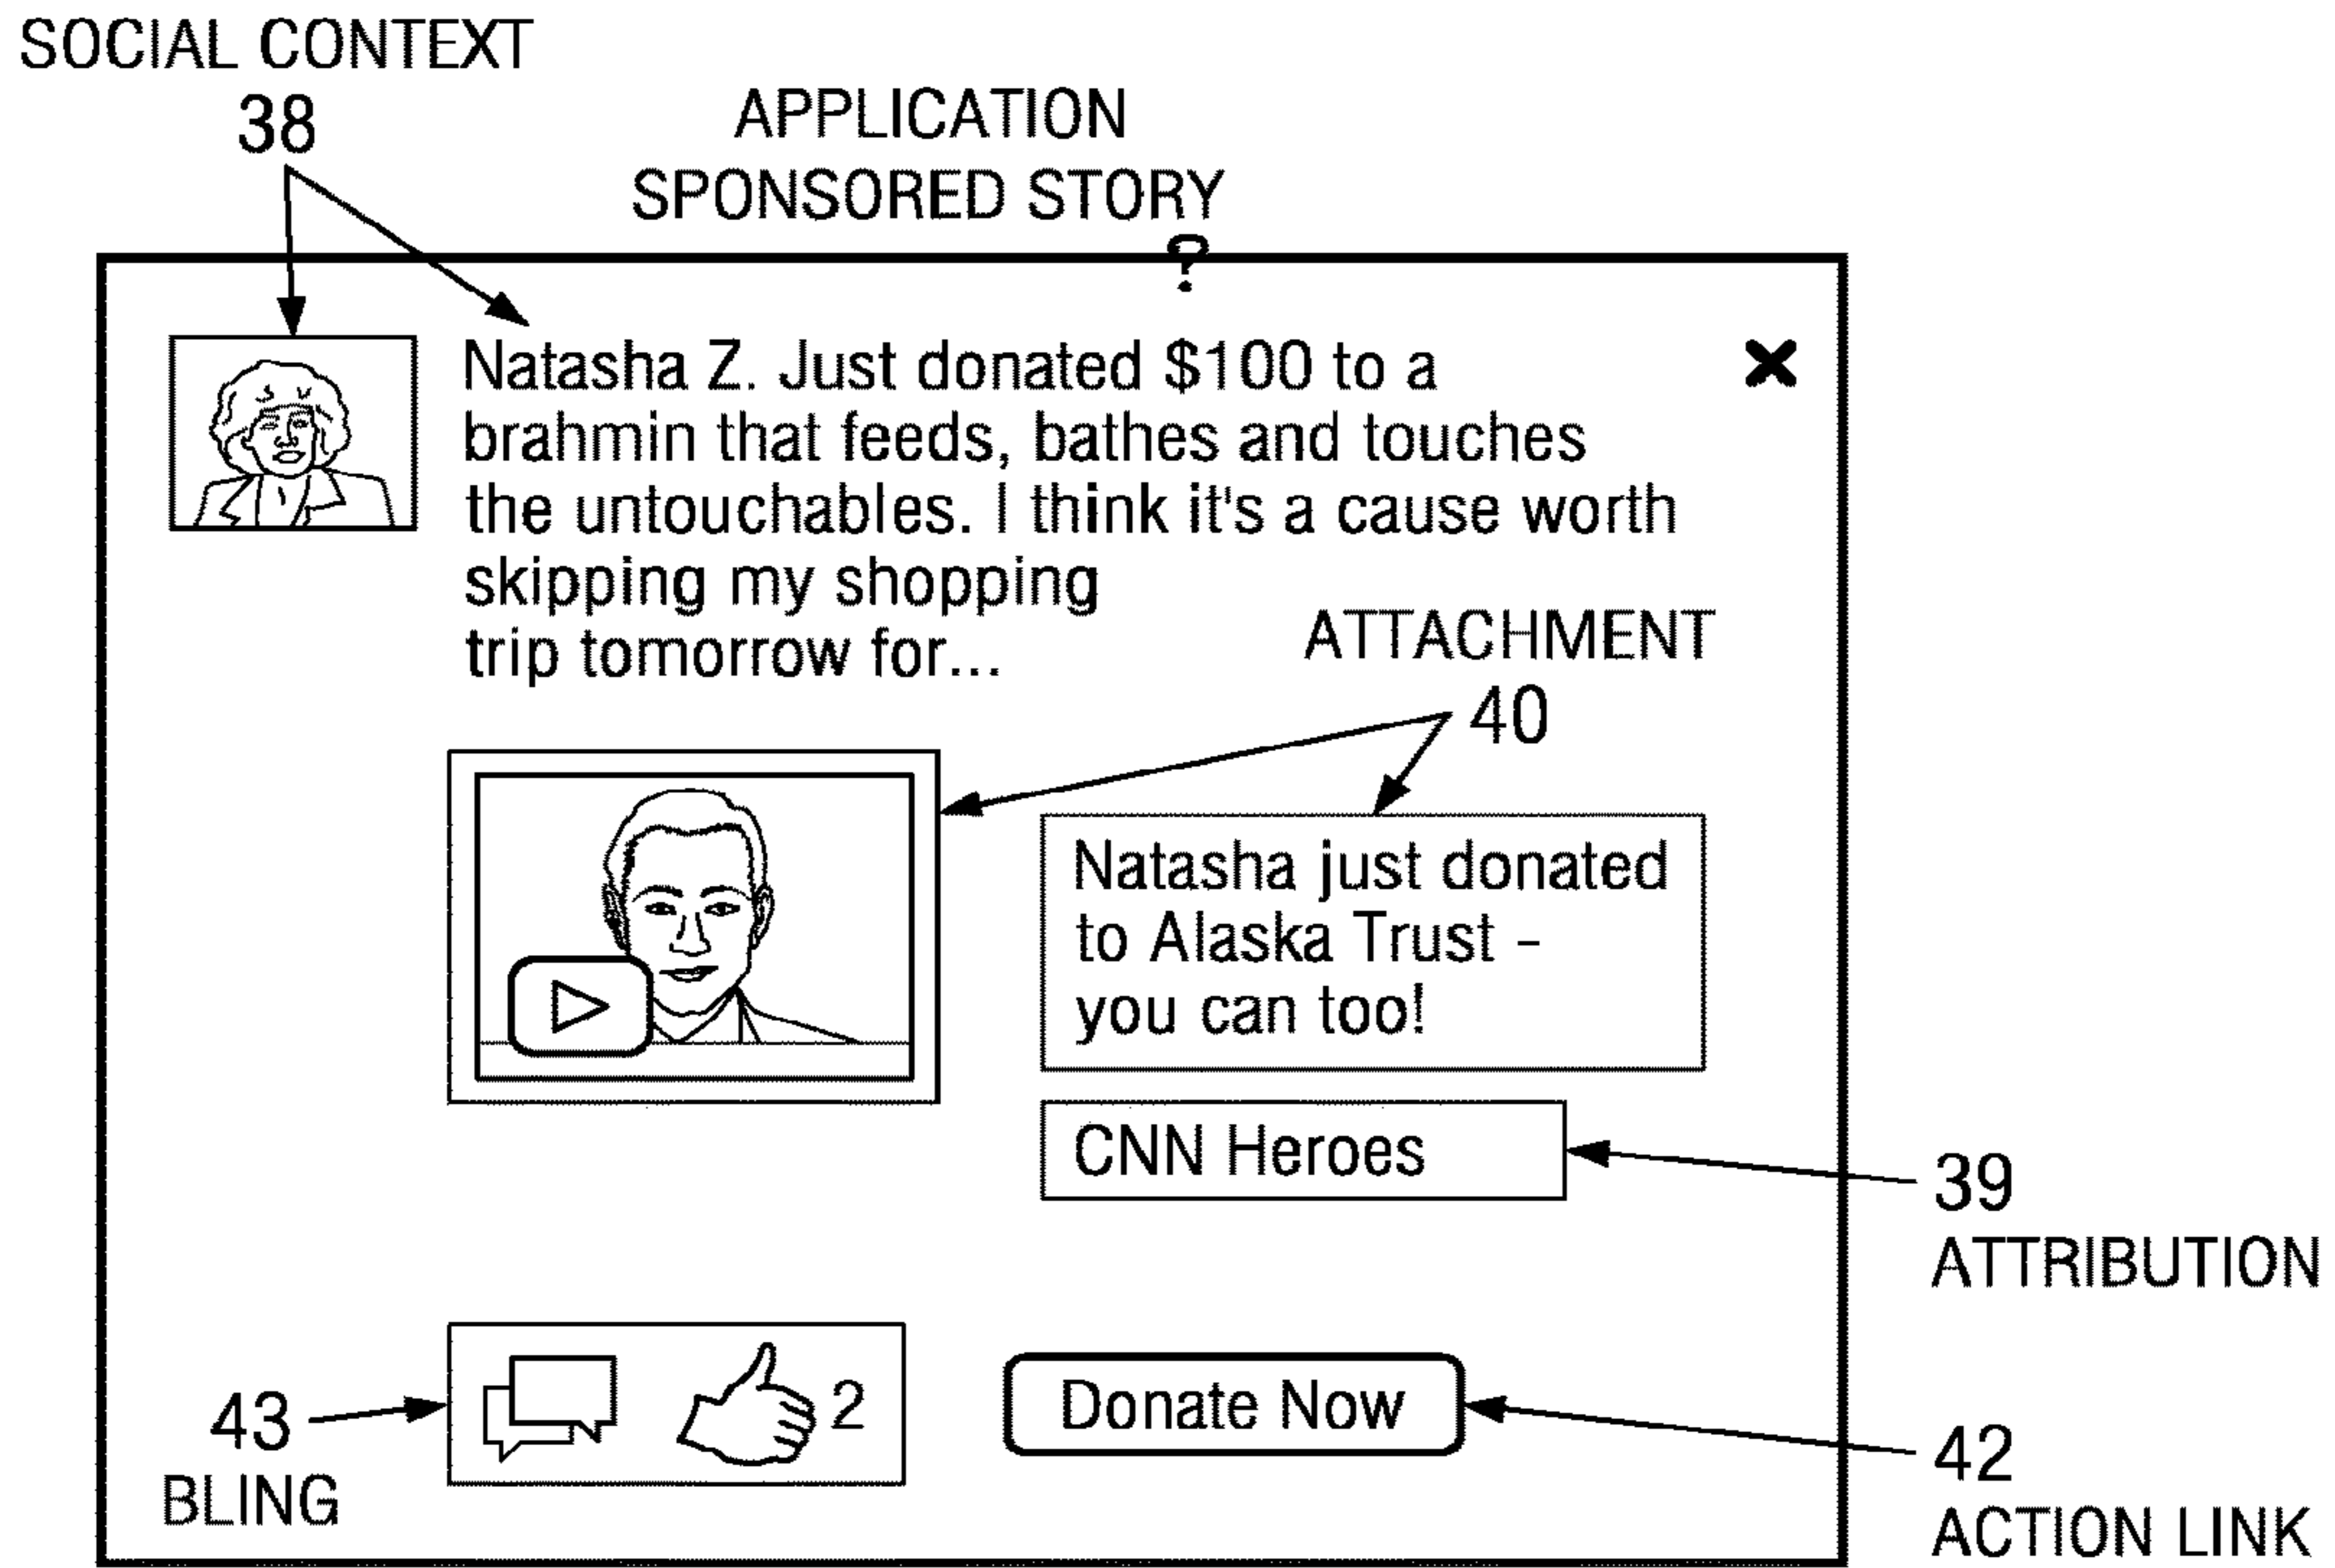 SOCIAL CONTEXT
38
APPLICATION
SPONSORED STORY
?
Natasha Z. Just donated $100 to a
brahmin that feeds, bathes and touches
the untouchables. I think it's a cause worth
skipping my shopping
trip tomorrow for...
ATTACHMENT
40
Natasha just donated
to Alaska Trust -
you can too!
CNN Heroes
39
ATTRIBUTION
43
BLING
2
Donate Now
42
ACTION LINK